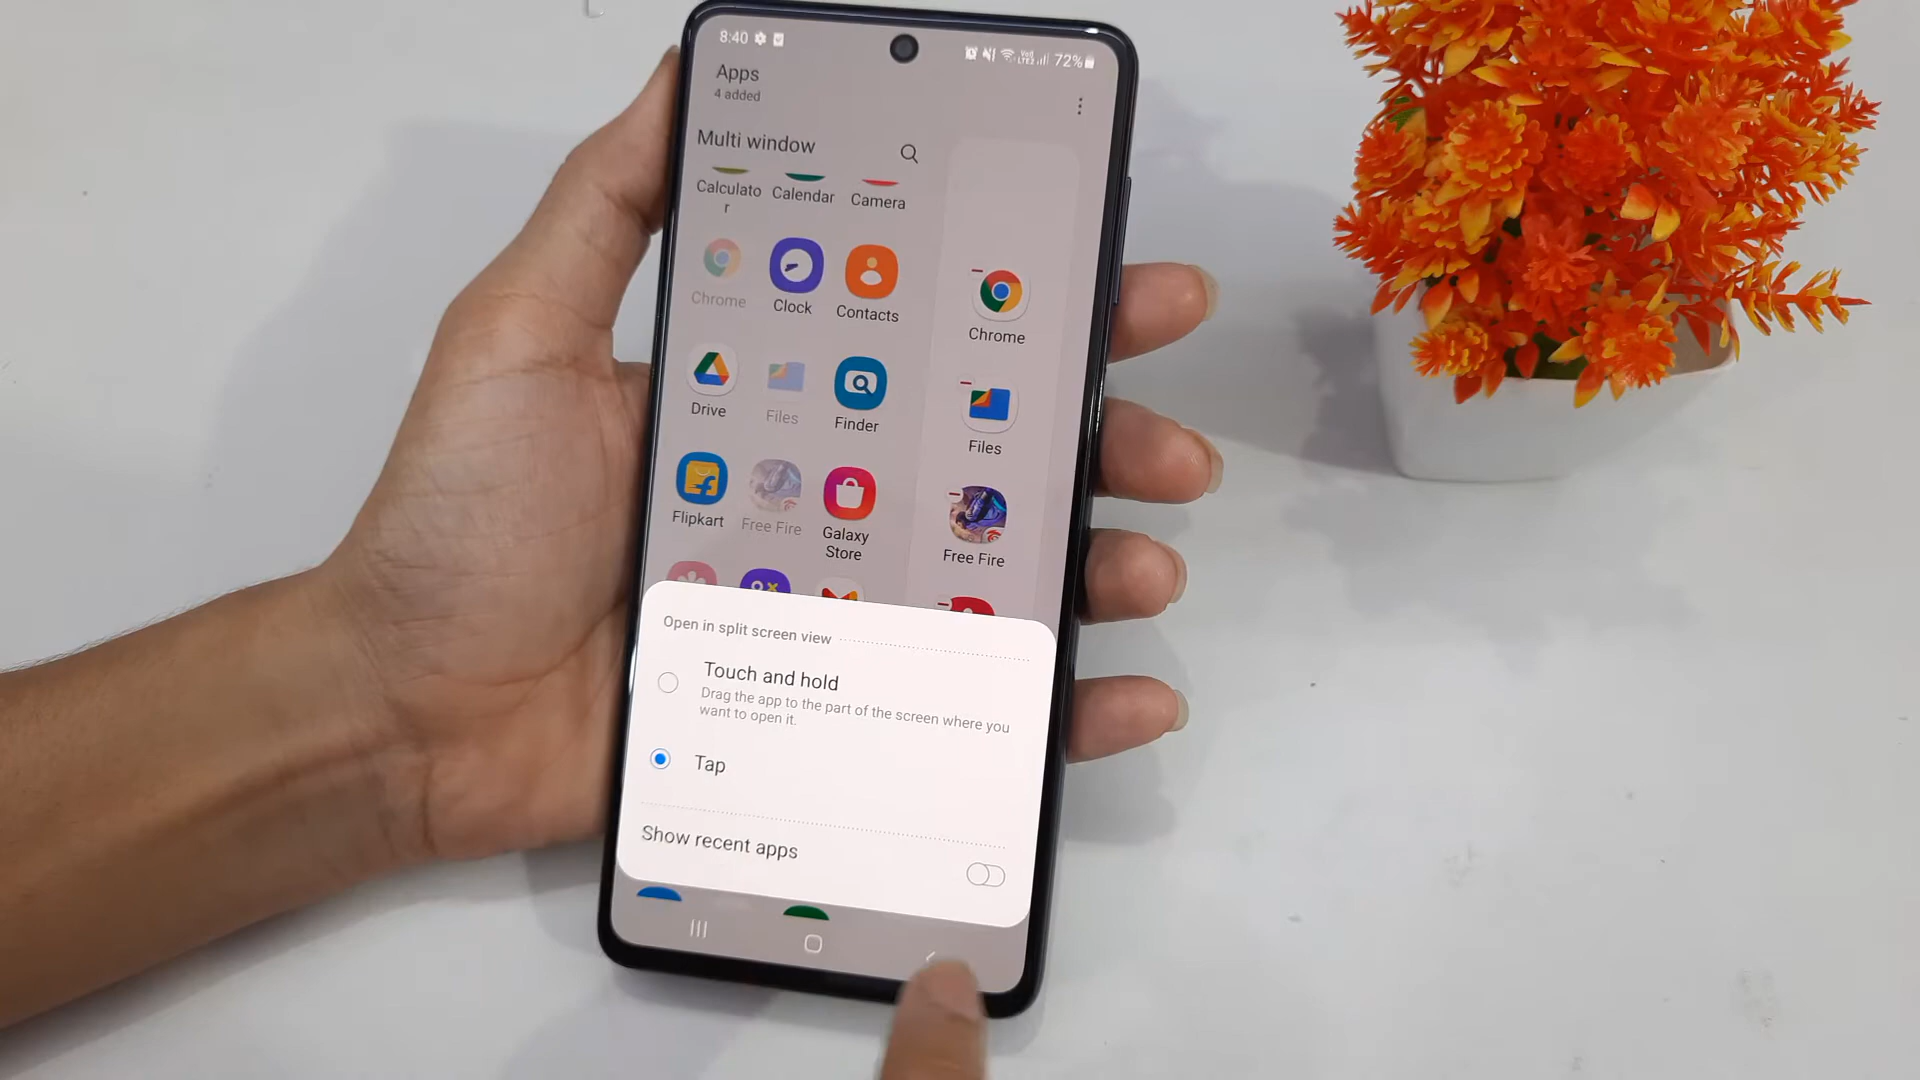 8:40
72%
Apps
4 added
Multi window
Calculato
r
Calendar
Camera
Chrome
Clock
Contacts
Chrome
Drive
Files
Finder
Files
Flipkart
Free Fire
Galaxy
Store
Free Fire
Open in split screen view
Touch and hold
Drag the app to the part of the screen where you
want to open it.
Tap
Show recent apps